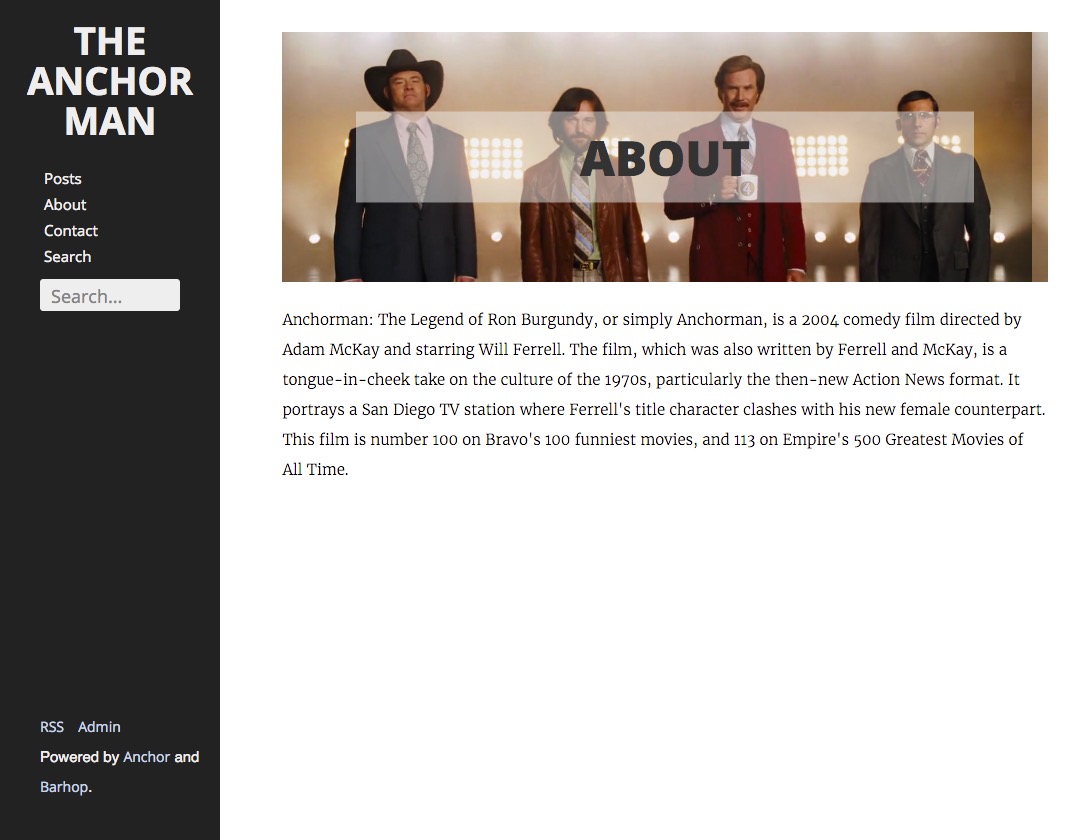 THE
ANCHOR
MAN
Posts
About
Contact
Search
Search...
RSS Admin
Powered by Anchor and
Barhop.
ABOUT
4
Anchorman: The Legend of Ron Burgundy, or simply Anchorman, is a 2004 comedy film directed by
Adam McKay and starring Will Ferrell. The film, which was also written by Ferrell and McKay, is a
tongue-in-cheek take on the culture of the 1970s, particularly the then-new Action News format. It
portrays a San Diego TV station where Ferrell's title character clashes with his new female counterpart.
This film is number 100 on Bravo's 100 funniest movies, and 113 on Empire's 500 Greatest Movies of
All Time.